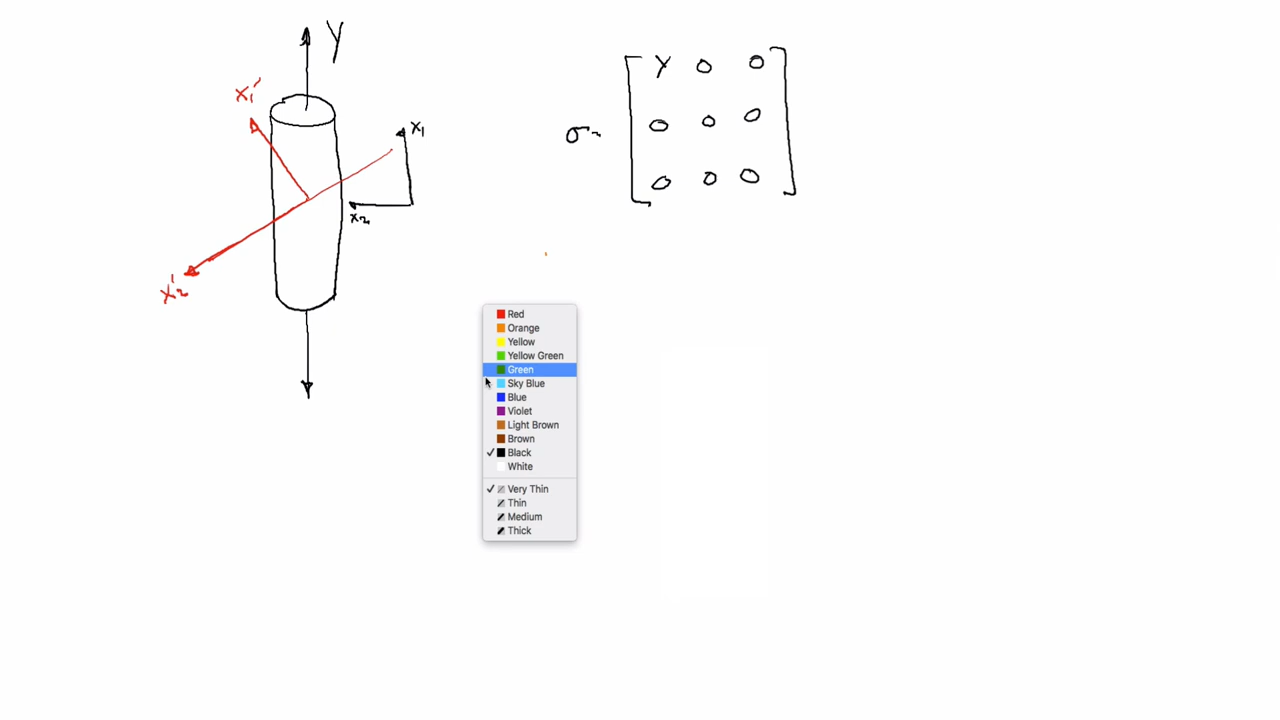 Y
x₁'
x₁
x₂
x₂'
σ=
Y 0 0
0 0 0
0 0 0
Red
Orange
Yellow
Yellow Green
Green
Sky Blue
Blue
Violet
Light Brown
Brown
✓ Black
White
✓ Very Thin
Thin
Medium
Thick